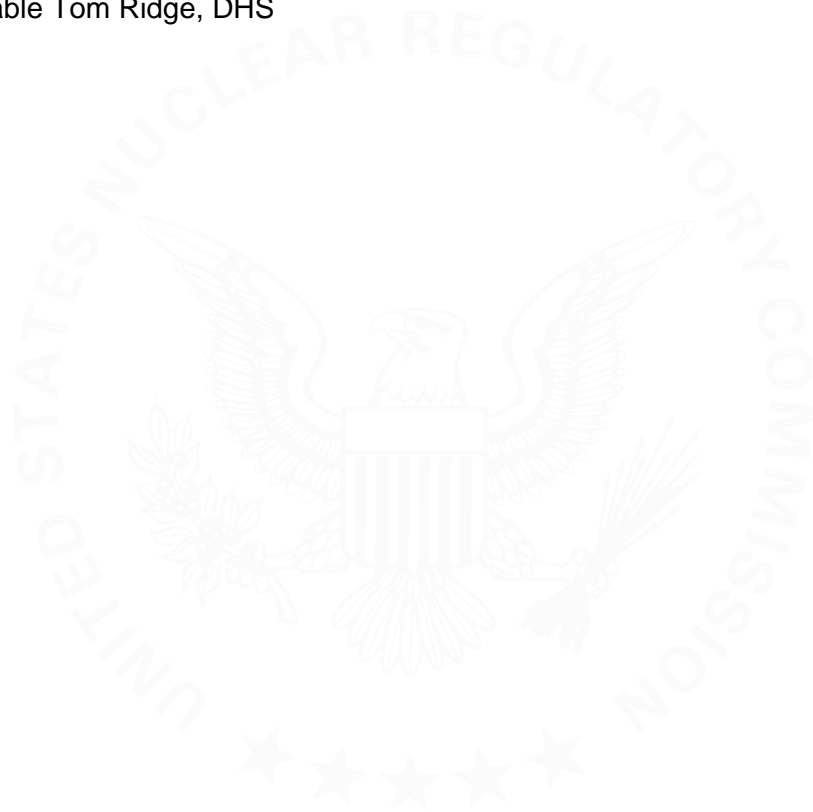 able Tom Ridge, DHS
UNITED STATES NUCLEAR REGULATORY COMMISSION